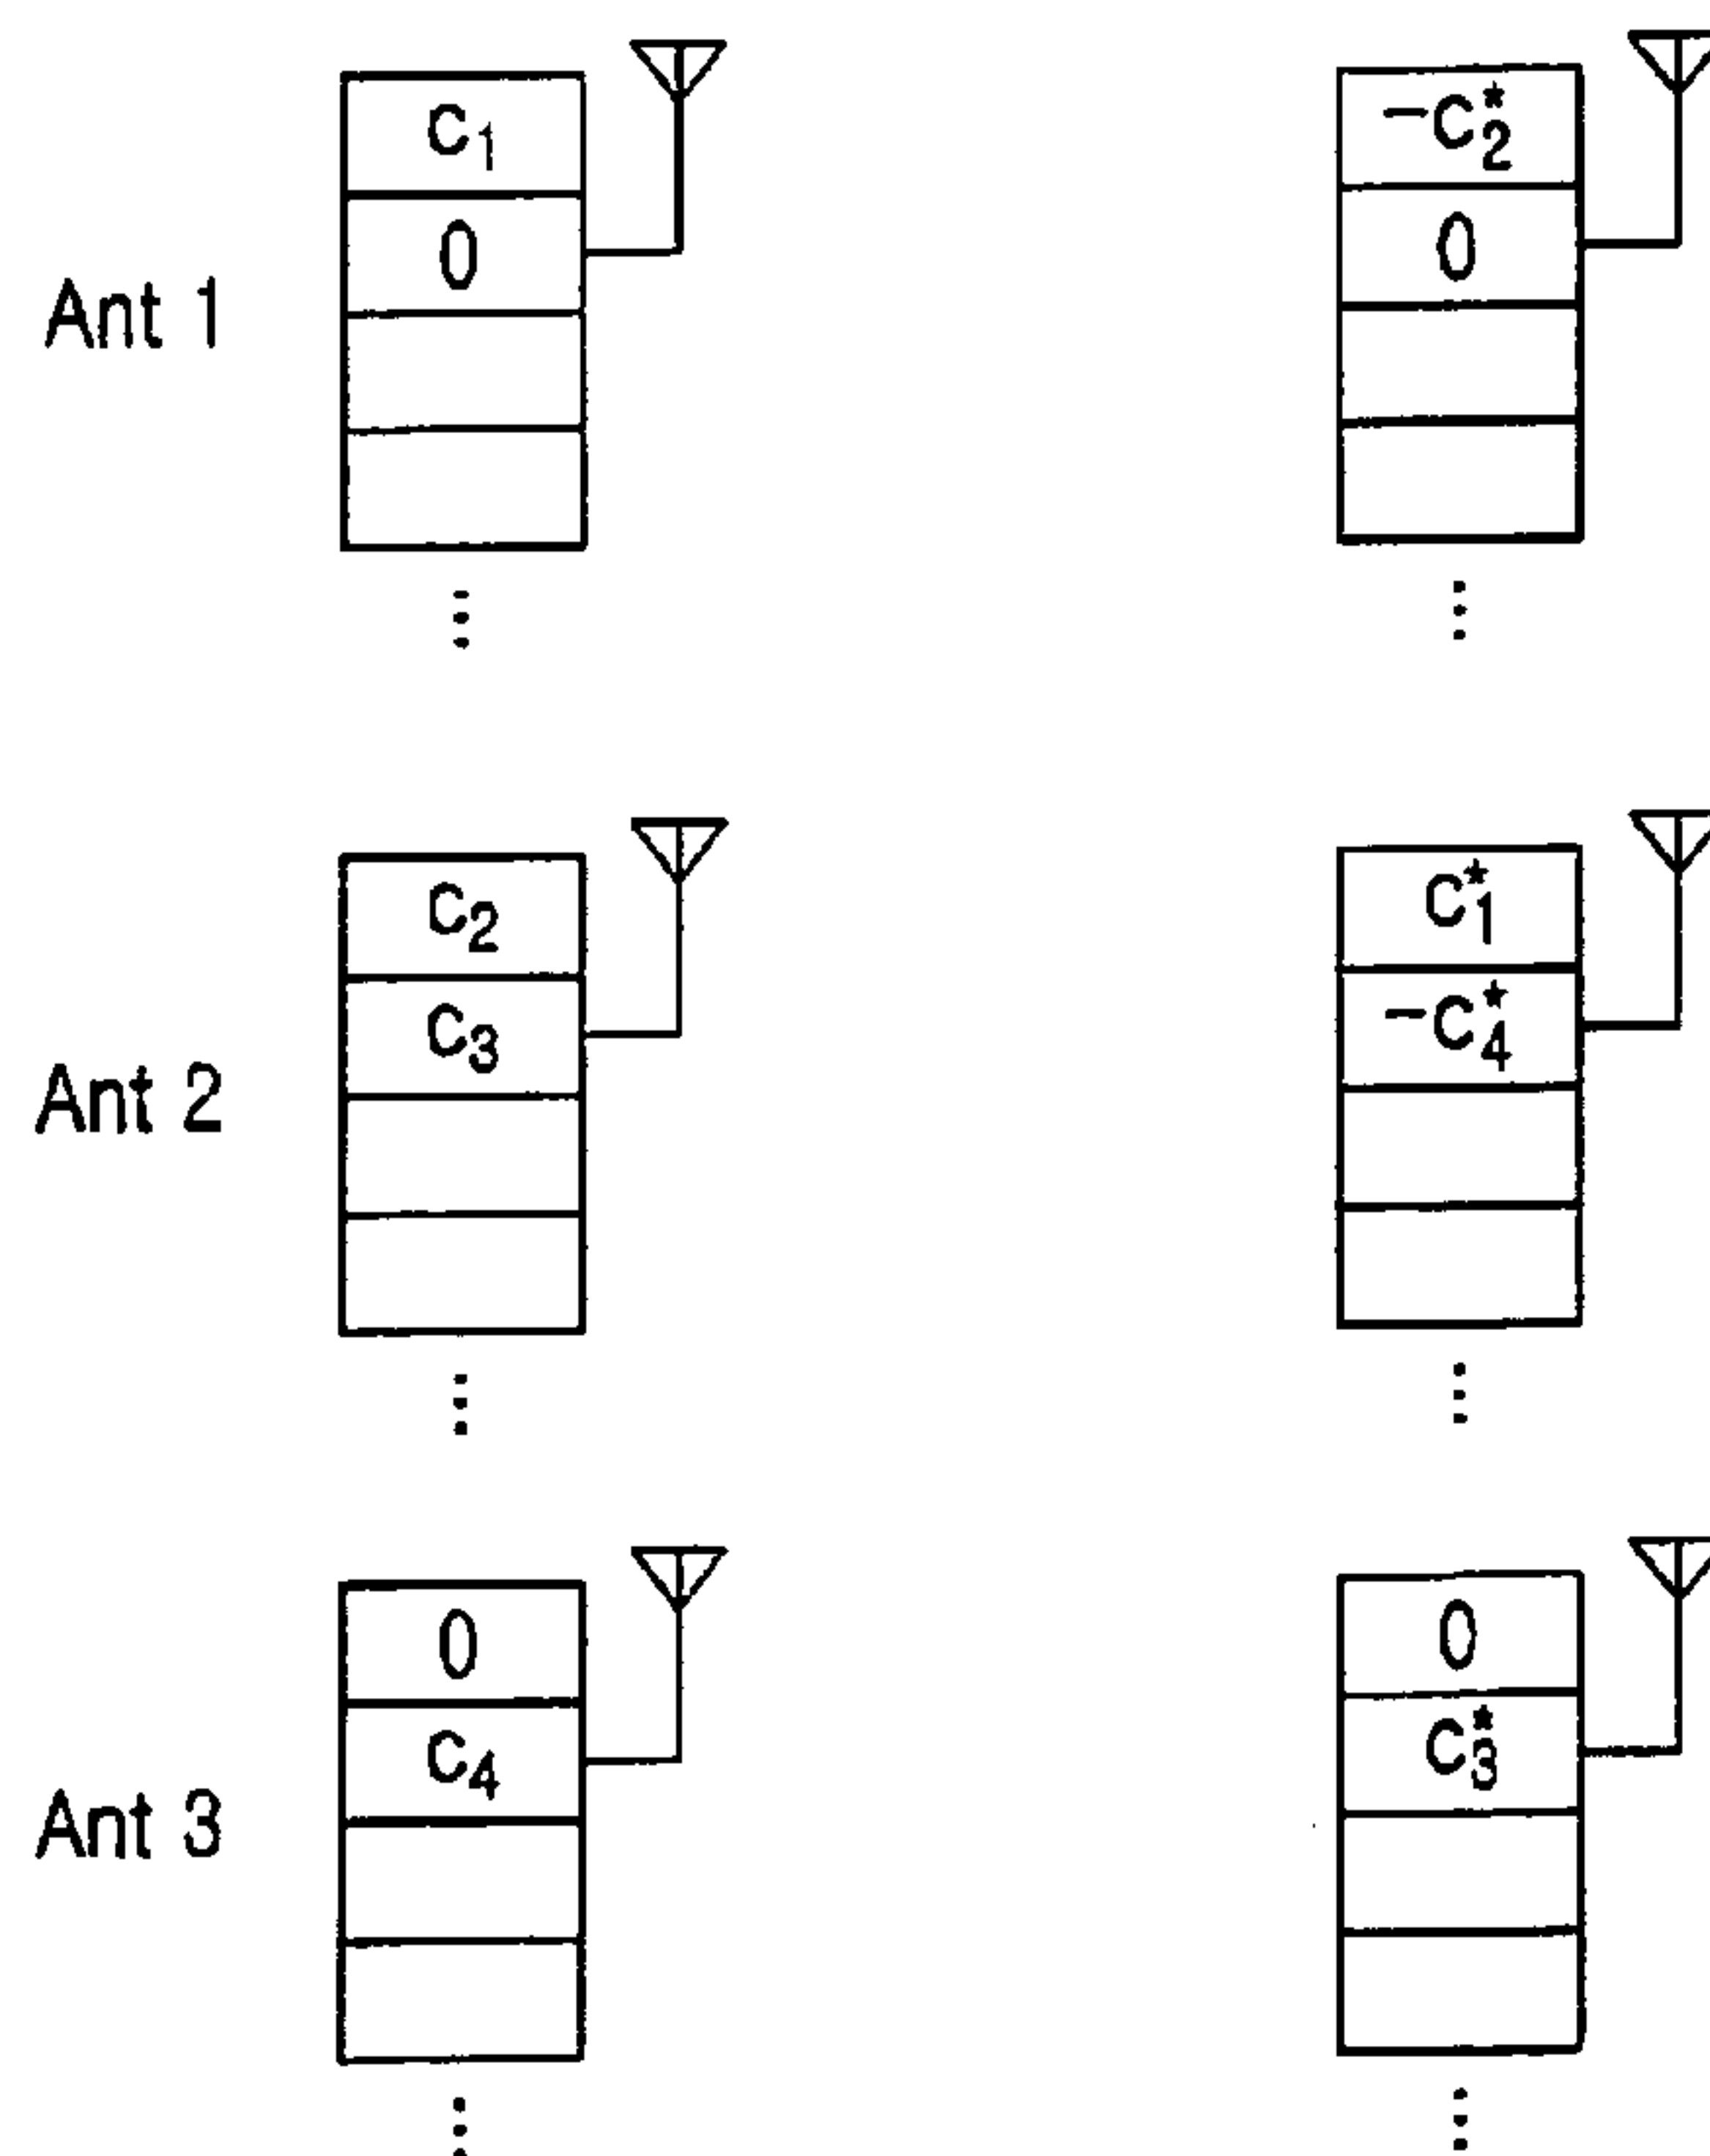 c₁ -c₂*
0 0
Ant 1
c₂ c₁*
c₃ -c₄*
Ant 2
0 0
c₄ c₃*
Ant 3